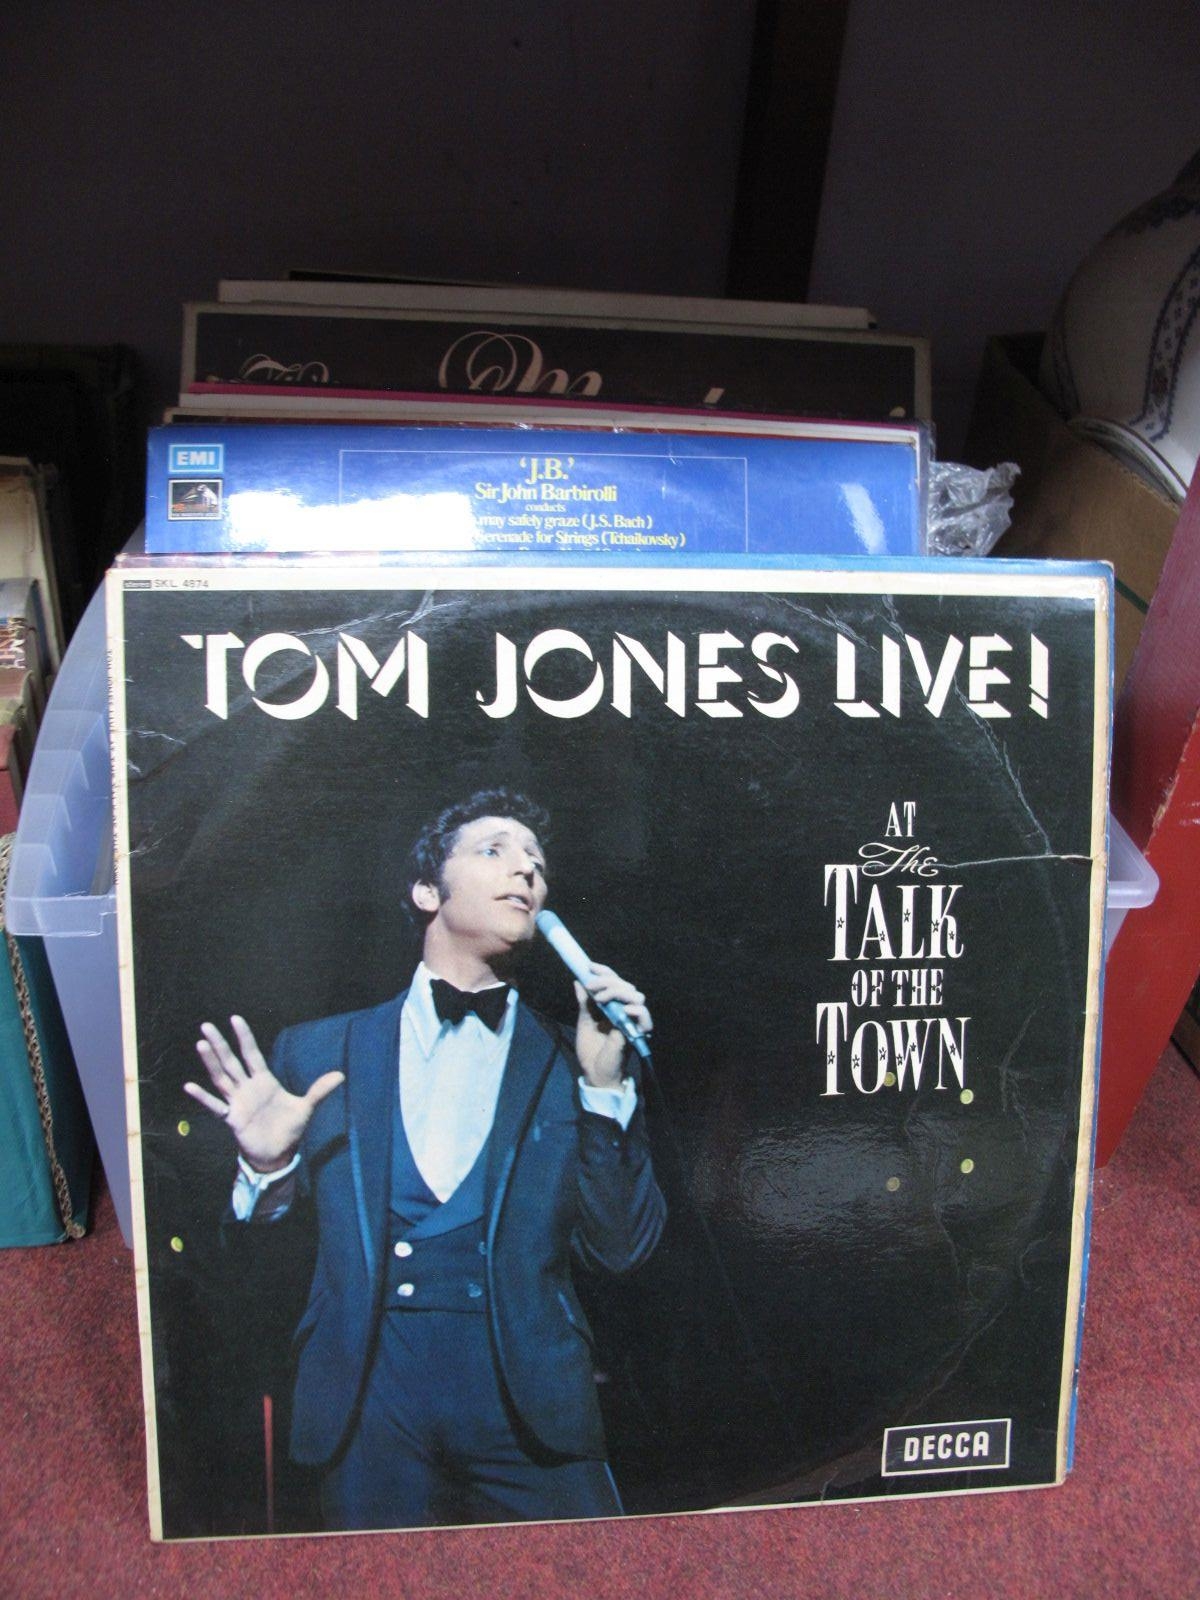 EMI
'J.B.'
Sir John Barbirolli
conducts
may safely graze (J.S. Bach)
Serenade for Strings (Tchaikovsky)
stereo SKL 4874
TOM JONES LIVE!
AT
The
TALK
OF THE
TOWN
DECCA